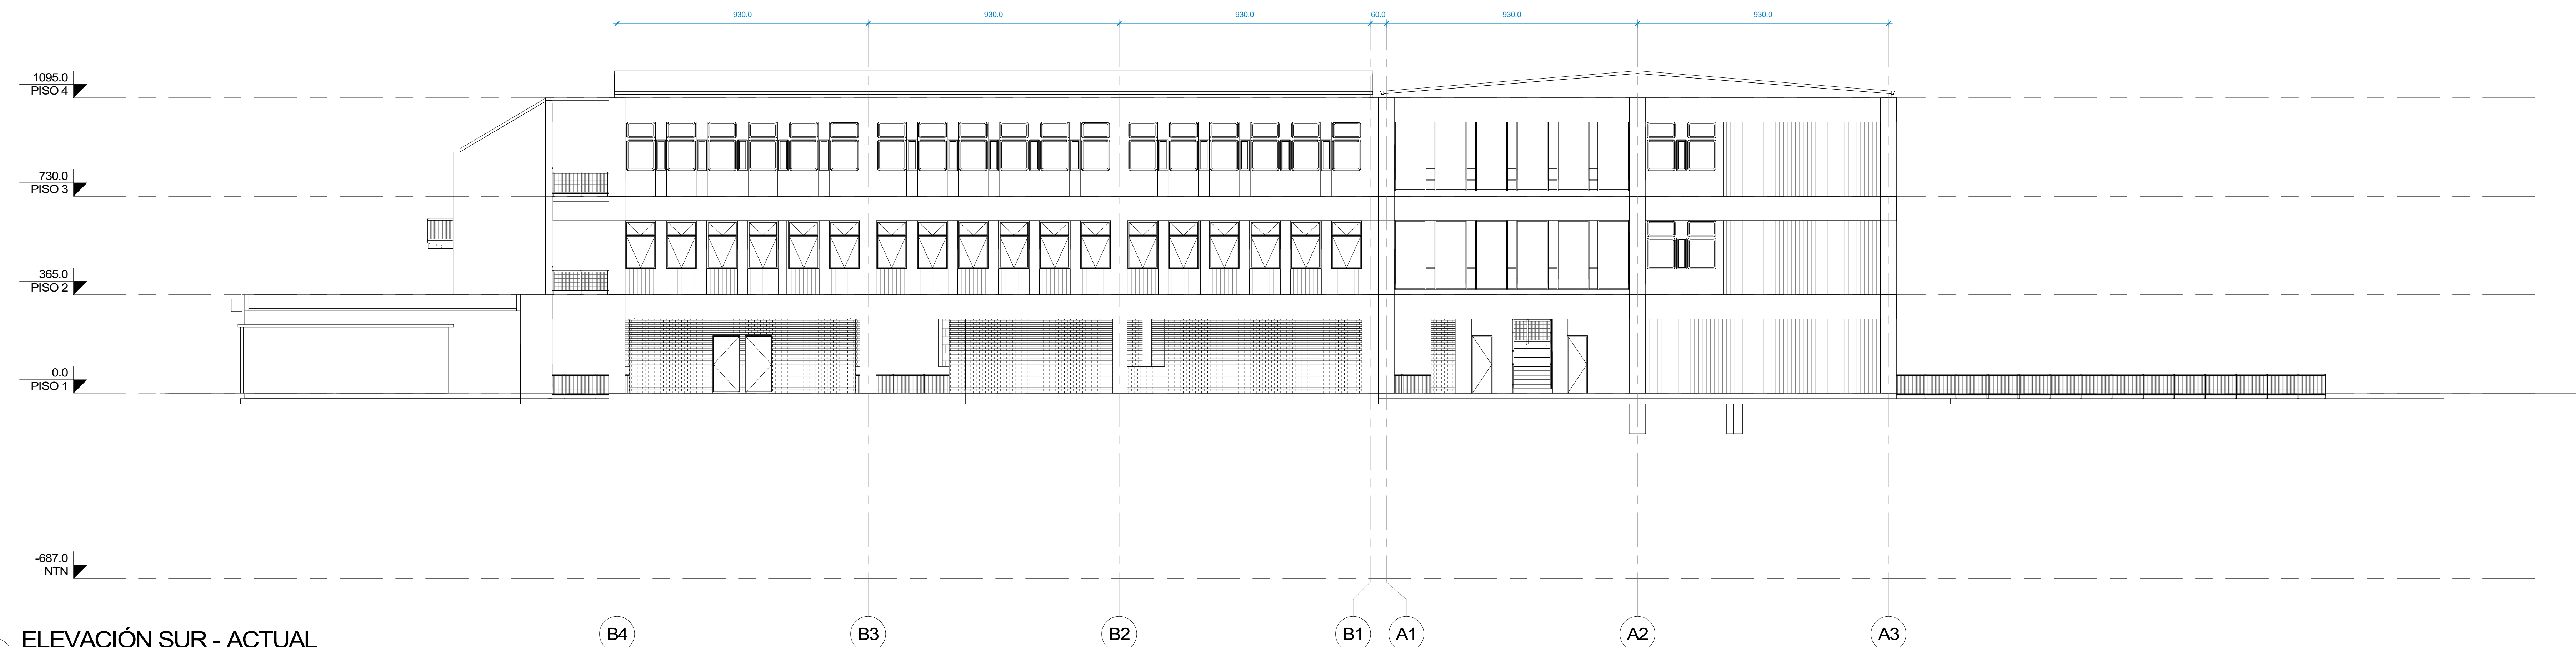 930.0 930.0 930.0 60.0 930.0 930.0
1095.0
PISO 4
730.0
PISO 3
365.0
PISO 2
0.0
PISO 1
-687.0
NTN
B4 B3 B2 B1 A1 A2 A3
ELEVACIÓN SUR - ACTUAL